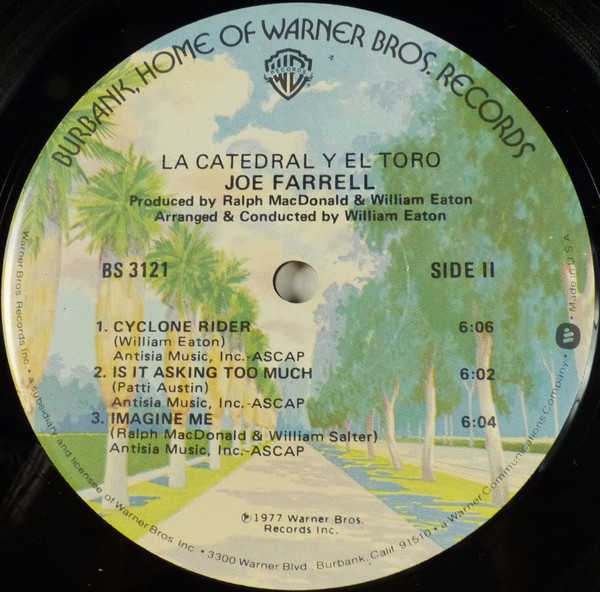 BURBANK, HOME OF WARNER BROS. RECORDS
RECORDS
LA CATEDRAL Y EL TORO
JOE FARRELL
Produced by Ralph MacDonald & William Eaton
Arranged & Conducted by William Eaton
BS 3121
SIDE II
1. CYCLONE RIDER 6:06
(William Eaton)
Antisia Music, Inc.-ASCAP
2. IS IT ASKING TOO MUCH 6:02
(Patti Austin)
Antisia Music, Inc.-ASCAP
3. IMAGINE ME 6:04
(Ralph MacDonald & William Salter)
Antisia Music, Inc.-ASCAP
℗1977 Warner Bros.
Records Inc.
Warner Bros. Records Inc. • a subsidiary and licensee of Warner Bros. Inc. • 3300 Warner Blvd., Burbank, Calif. 91510 • a Warner Communications Company • Made in U.S.A.